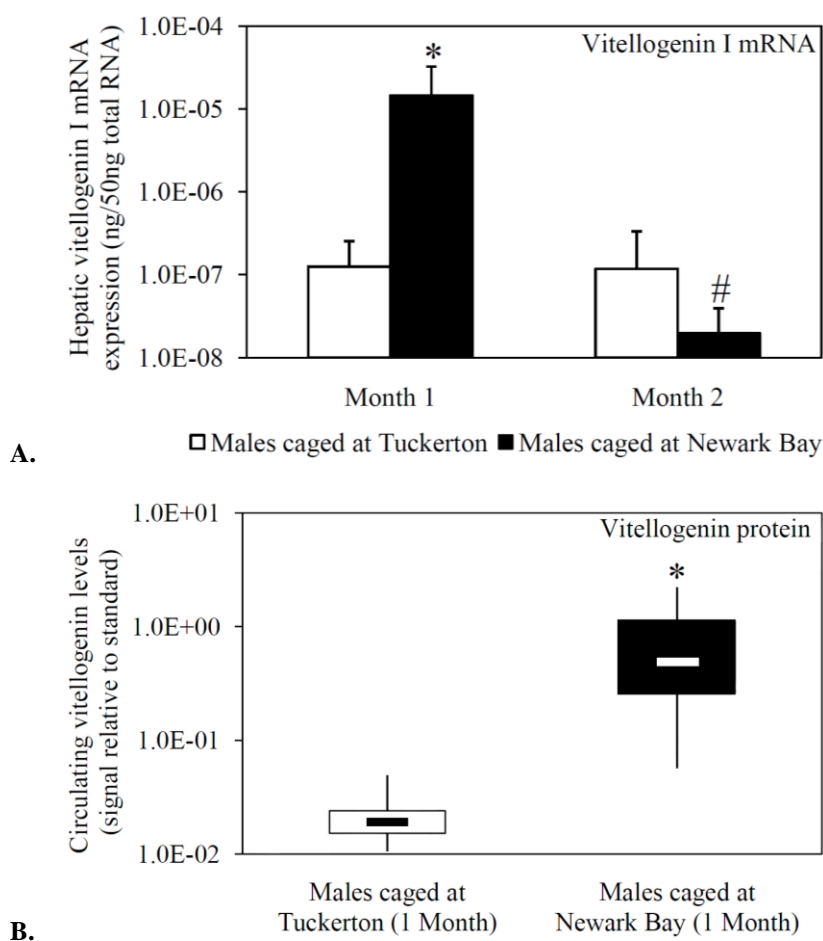 1.0E-04
1.0E-05
1.0E-06
1.0E-07
1.0E-08
Hepatic vitellogenin I mRNA
expression (ng/50ng total RNA)
Vitellogenin I mRNA
*
#
Month 1
Month 2
Males caged at Tuckerton
Males caged at Newark Bay
A.
1.0E+01
1.0E+00
1.0E-01
1.0E-02
Circulating vitellogenin levels
(signal relative to standard)
Vitellogenin protein
*
Males caged at
Tuckerton (1 Month)
Males caged at
Newark Bay (1 Month)
B.